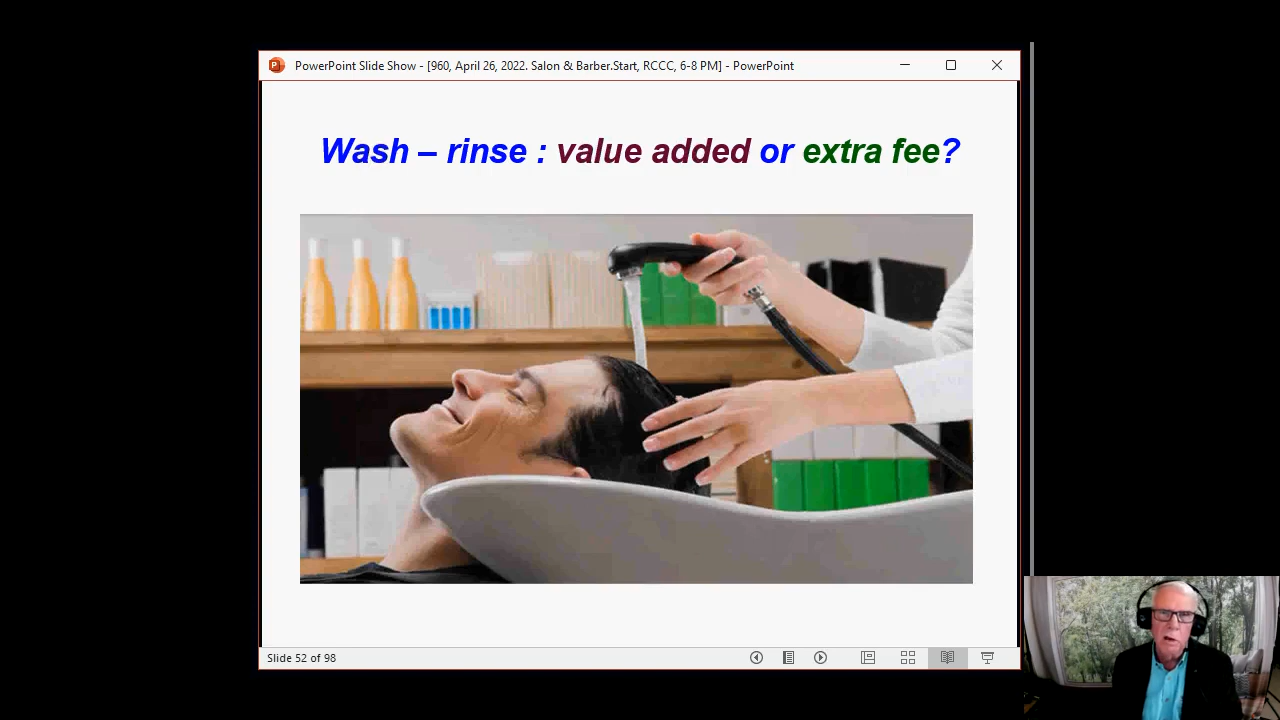 PowerPoint Slide Show - [960, April 26, 2022. Salon & Barber.Start, RCCC, 6-8 PM] - PowerPoint
Wash – rinse : value added or extra fee?
Slide 52 of 98